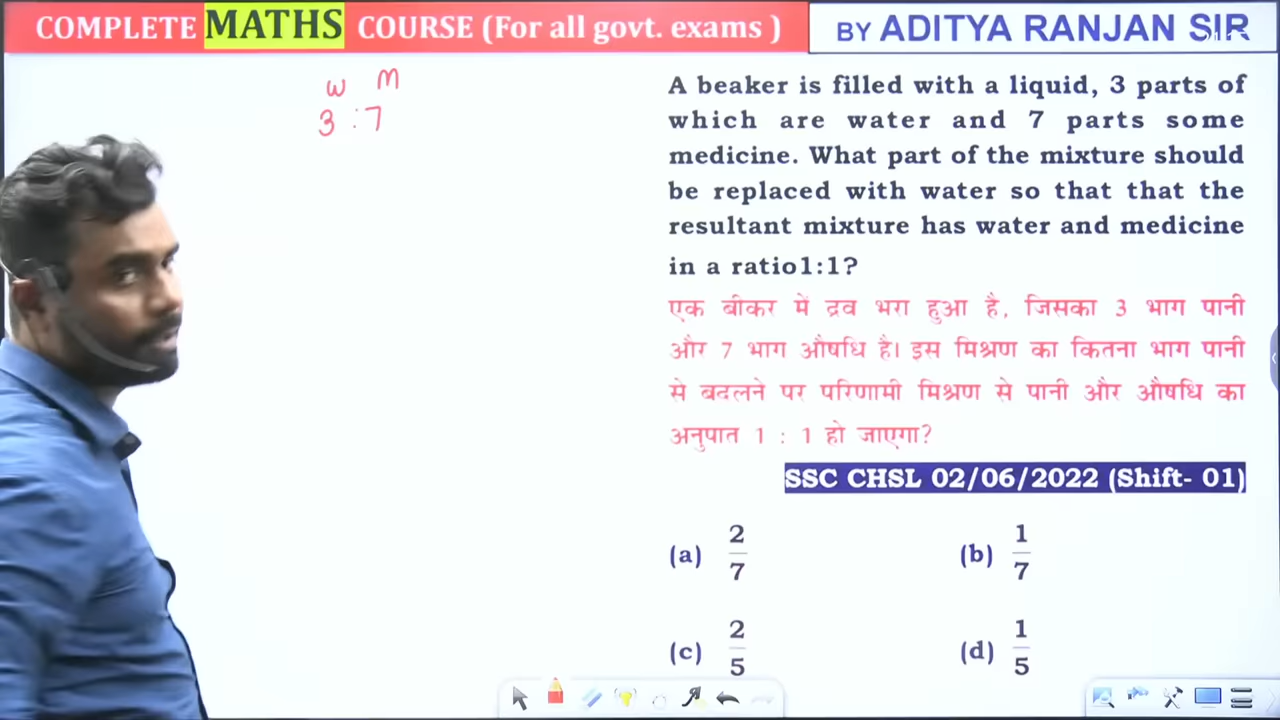 COMPLETE MATHS COURSE (For all govt. exams )
BY ADITYA RANJAN SIR
W M
3 : 7
A beaker is filled with a liquid, 3 parts of
which are water and 7 parts some
medicine. What part of the mixture should
be replaced with water so that that the
resultant mixture has water and medicine
in a ratio1:1?
एक बीकर में द्रव भरा हुआ है, जिसका 3 भाग पानी
और 7 भाग औषधि है। इस मिश्रण का कितना भाग पानी
से बदलने पर परिणामी मिश्रण से पानी और औषधि का
अनुपात 1 : 1 हो जाएगा?
SSC CHSL 02/06/2022 (Shift- 01)
(a) 2/7
(b) 1/7
(c) 2/5
(d) 1/5